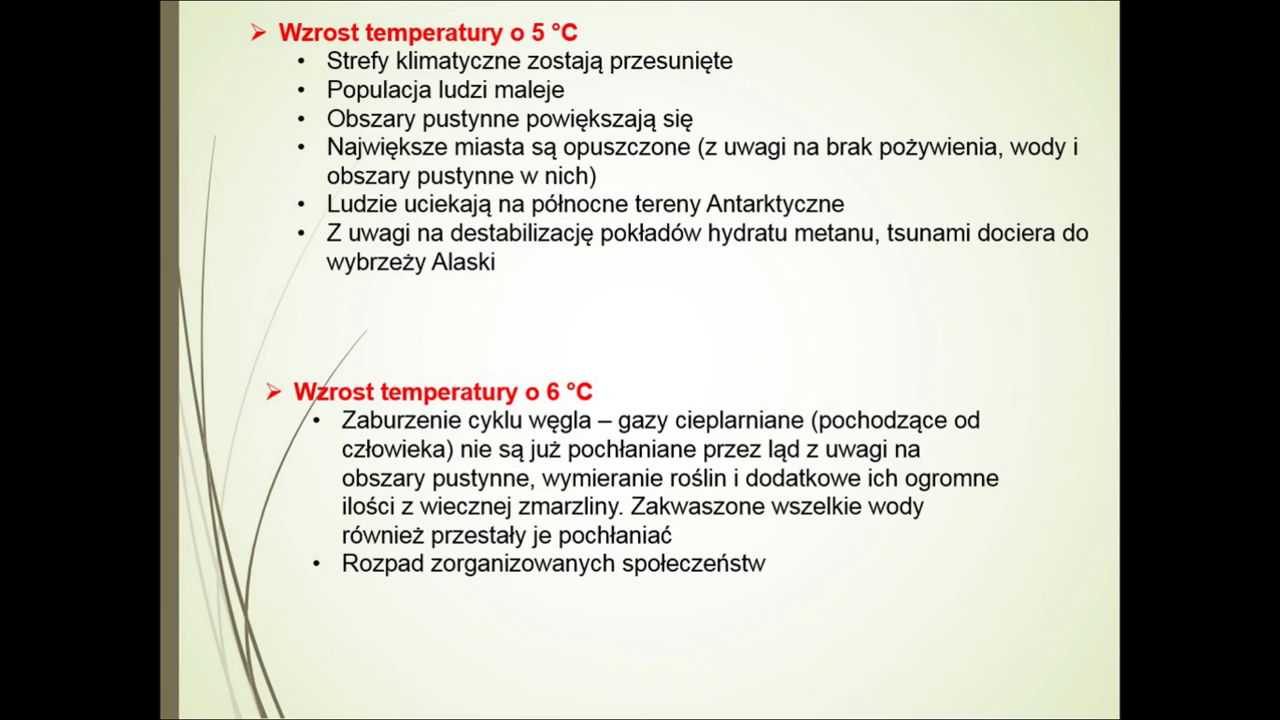 ➢ Wzrost temperatury o 5 °C
• Strefy klimatyczne zostają przesunięte
• Populacja ludzi maleje
• Obszary pustynne powiększają się
• Największe miasta są opuszczone (z uwagi na brak pożywienia, wody i
obszary pustynne w nich)
• Ludzie uciekają na północne tereny Antarktyczne
• Z uwagi na destabilizację pokładów hydratu metanu, tsunami dociera do
wybrzeży Alaski
➢ Wzrost temperatury o 6 °C
• Zaburzenie cyklu węgla – gazy cieplarniane (pochodzące od
człowieka) nie są już pochłaniane przez ląd z uwagi na
obszary pustynne, wymieranie roślin i dodatkowe ich ogromne
ilości z wiecznej zmarzliny. Zakwaszone wszelkie wody
również przestały je pochłaniać
• Rozpad zorganizowanych społeczeństw